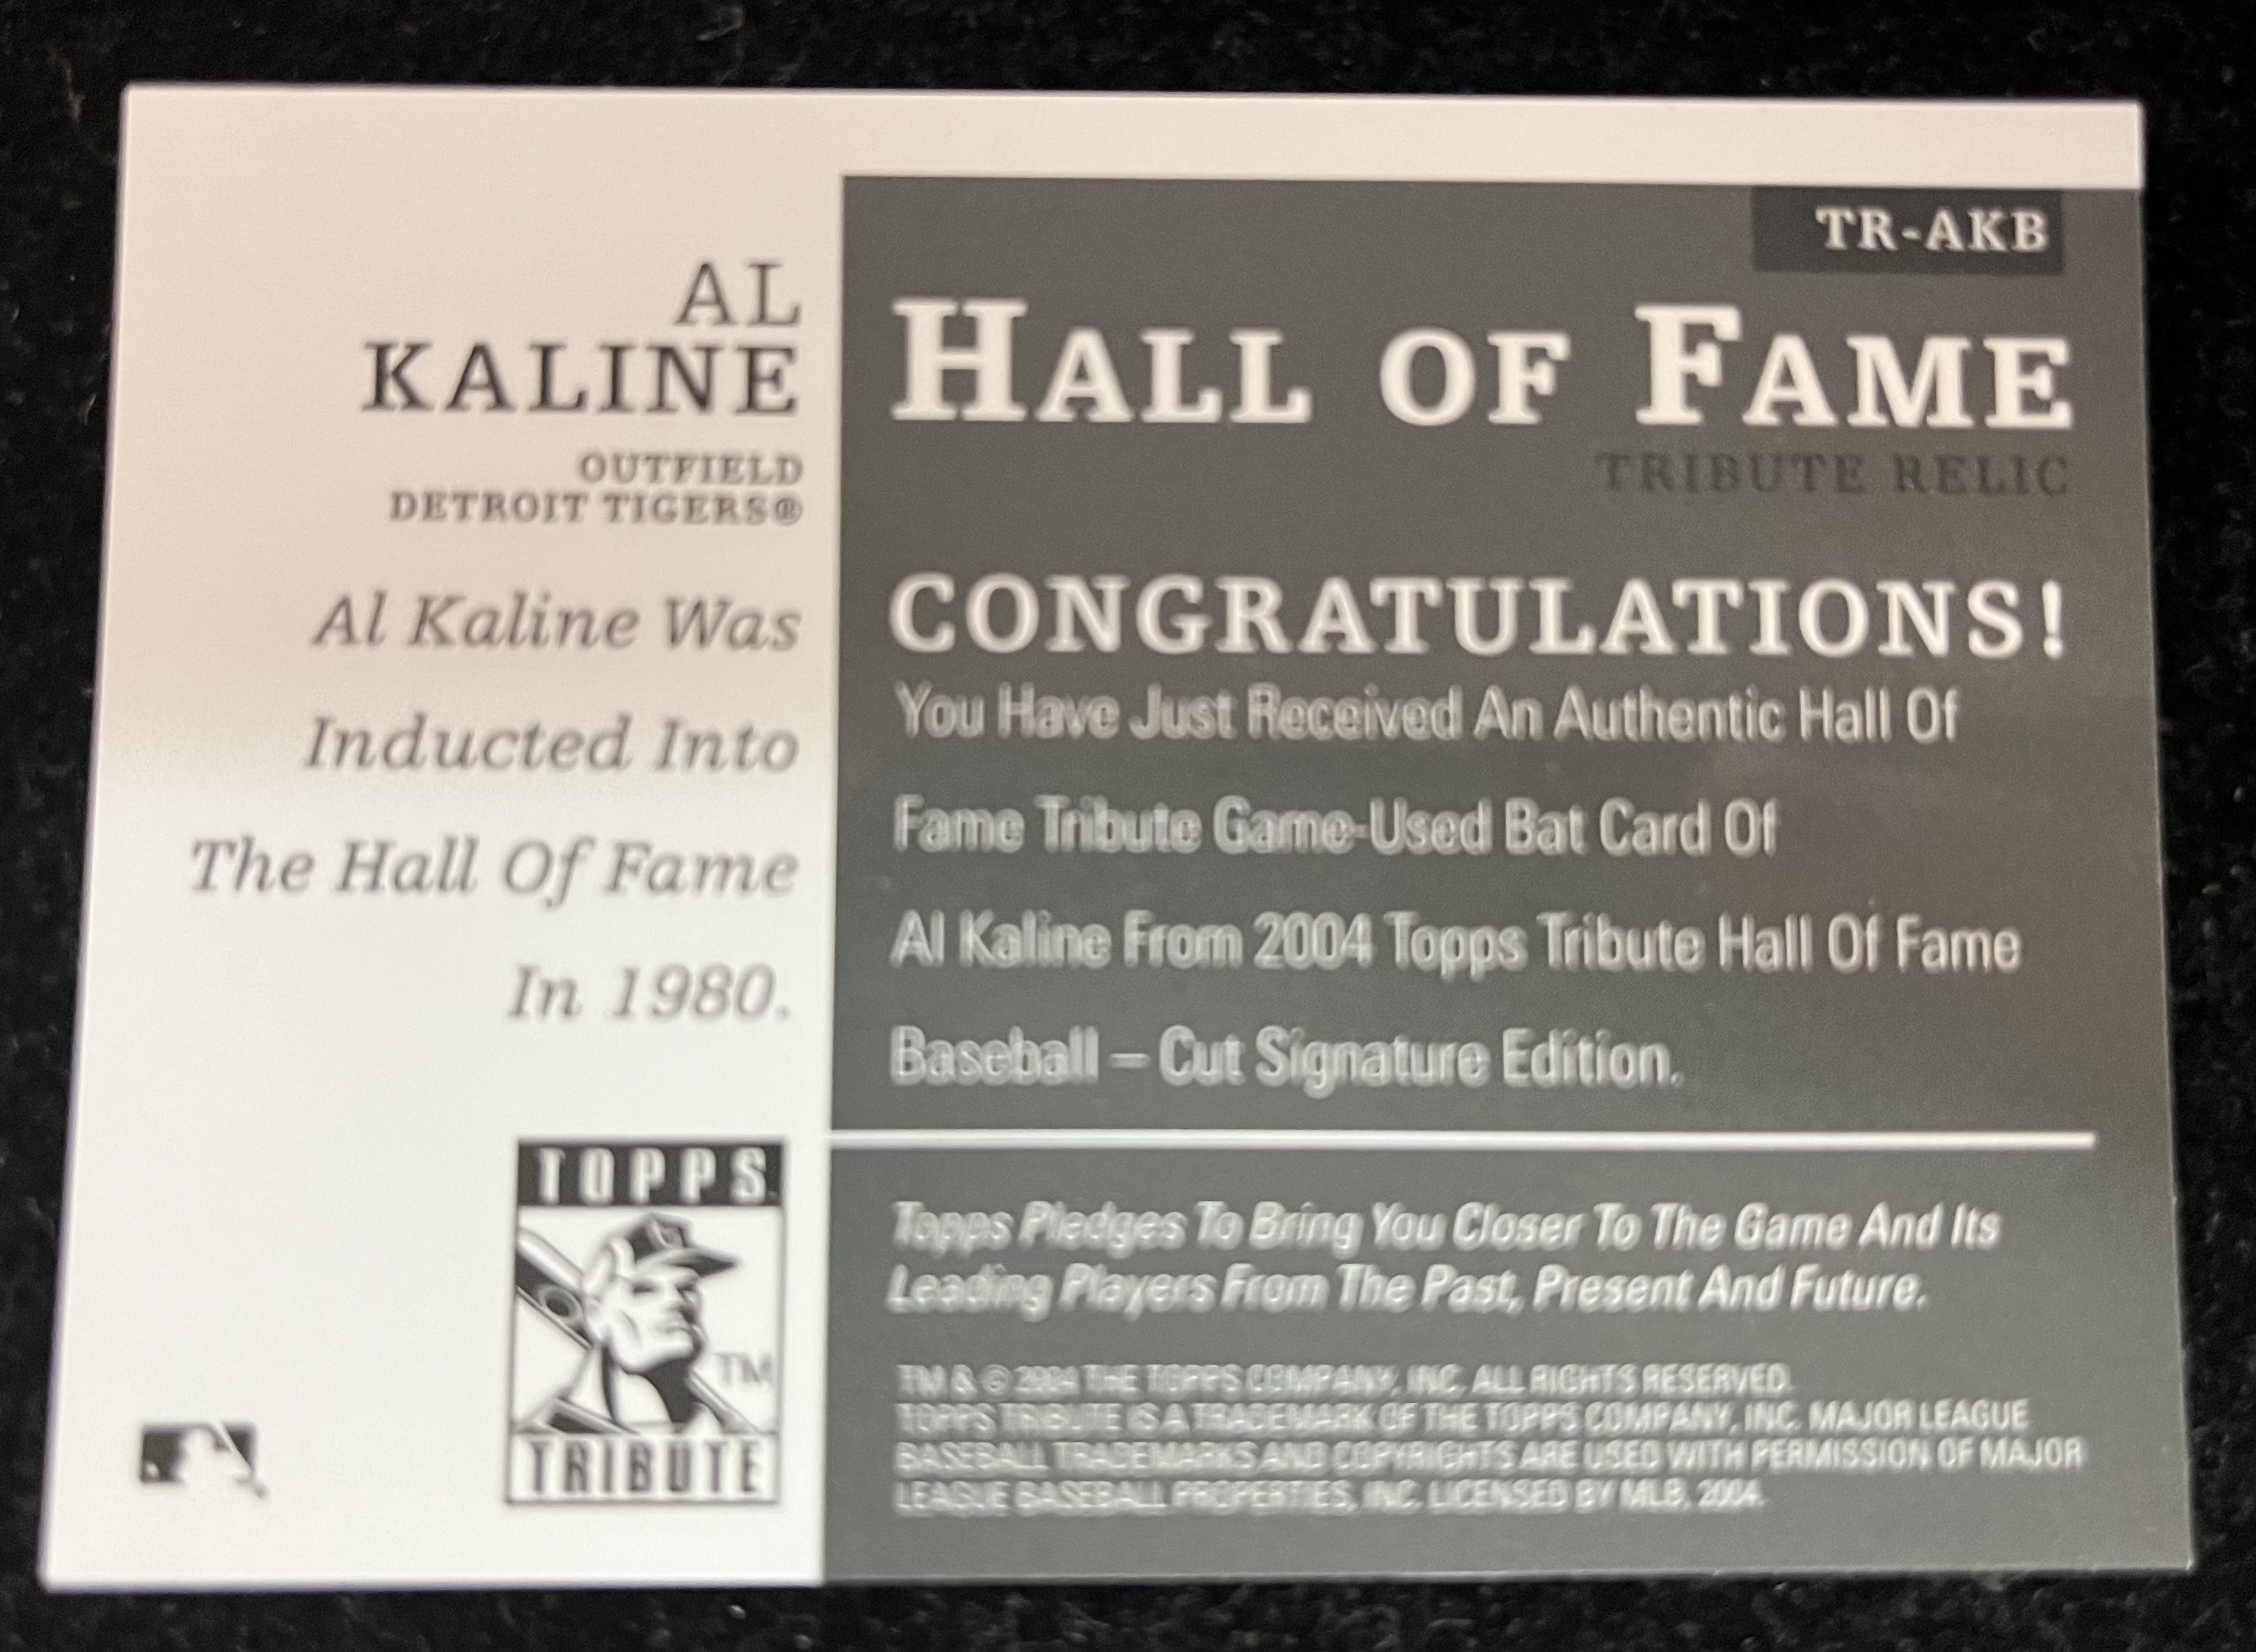 AL
KALINE
OUTFIELD
DETROIT TIGERS®
Al Kaline Was
Inducted Into
The Hall Of Fame
In 1980.
TOPPS
TM
TRIBUTE
TR-AKB
HALL OF FAME
TRIBUTE RELIC
CONGRATULATIONS!
You Have Just Received An Authentic Hall Of
Fame Tribute Game-Used Bat Card Of
Al Kaline From 2004 Topps Tribute Hall Of Fame
Baseball – Cut Signature Edition.
Topps Pledges To Bring You Closer To The Game And Its
Leading Players From The Past, Present And Future.
TM & © 2004 THE TOPPS COMPANY, INC. ALL RIGHTS RESERVED.
TOPPS TRIBUTE IS A TRADEMARK OF THE TOPPS COMPANY, INC. MAJOR LEAGUE
BASEBALL TRADEMARKS AND COPYRIGHTS ARE USED WITH PERMISSION OF MAJOR
LEAGUE BASEBALL PROPERTIES, INC. LICENSED BY MLB, 2004.